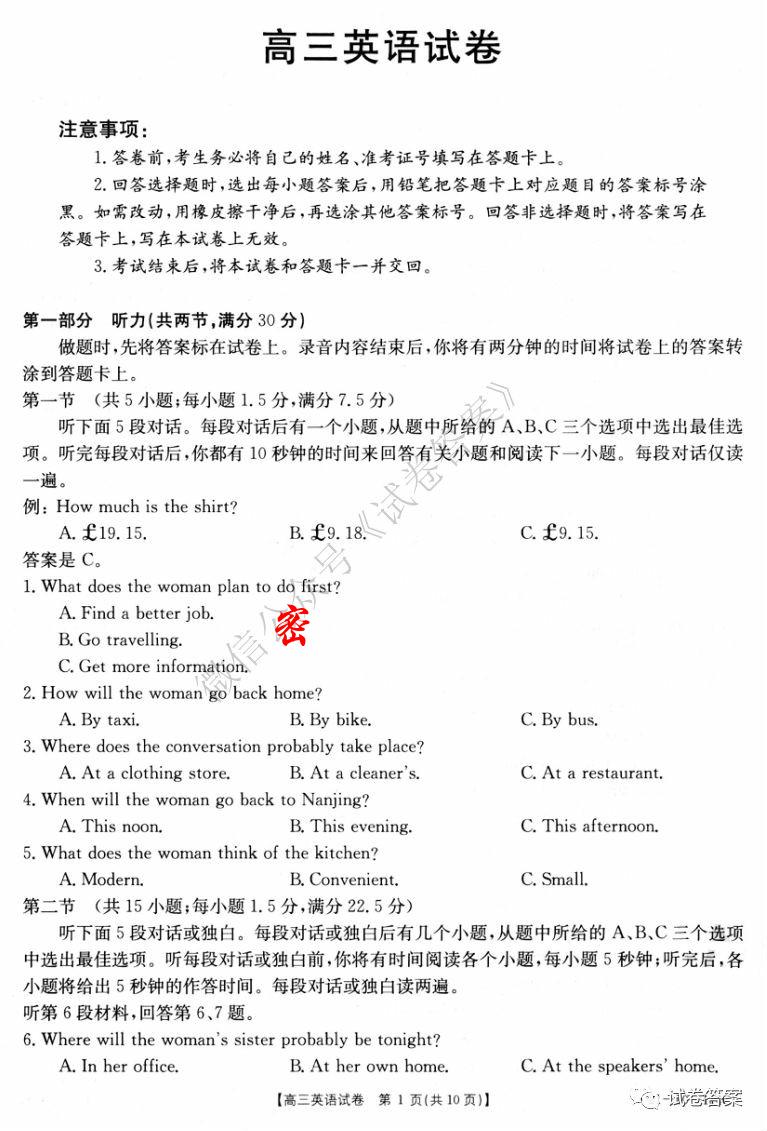 高三英语试卷
注意事项:
1.答卷前,考生务必将自己的姓名、准考证号填写在答题卡上。
2.回答选择题时,选出每小题答案后,用铅笔把答题卡上对应题目的答案标号涂
黑。如需改动,用橡皮擦干净后,再选涂其他答案标号。回答非选择题时,将答案写在
答题卡上,写在本试卷上无效。
3.考试结束后,将本试卷和答题卡一并交回。
第一部分 听力(共两节,满分30分)
做题时,先将答案标在试卷上。录音内容结束后,你将有两分钟的时间将试卷上的答案转
涂到答题卡上。
第一节 (共5小题;每小题1.5分,满分7.5分)
听下面5段对话。每段对话后有一个小题,从题中所给的A、B、C三个选项中选出最佳选
项。听完每段对话后,你都有10秒钟的时间来回答有关小题和阅读下一小题。每段对话仅读
一遍。
例: How much is the shirt?
A. £19.15. B. £9.18. C. £9.15.
答案是C。
1. What does the woman plan to do first?
A. Find a better job.
B. Go travelling.
密
C. Get more information.
微信公众号《试卷答案》
2. How will the woman go back home?
A. By taxi. B. By bike. C. By bus.
3. Where does the conversation probably take place?
A. At a clothing store. B. At a cleaner's. C. At a restaurant.
4. When will the woman go back to Nanjing?
A. This noon. B. This evening. C. This afternoon.
5. What does the woman think of the kitchen?
A. Modern. B. Convenient. C. Small.
第二节 (共15小题;每小题1.5分,满分22.5分)
听下面5段对话或独白。每段对话或独白后有几个小题,从题中所给的A、B、C三个选项
中选出最佳选项。听每段对话或独白前,你将有时间阅读各个小题,每小题5秒钟;听完后,各
小题将给出5秒钟的作答时间。每段对话或独白读两遍。
听第6段材料,回答第6、7题。
6. Where will the woman's sister probably be tonight?
A. In her office. B. At her own home. C. At the speakers' home.
【高三英语试卷 第1页(共10页)】
试卷答案